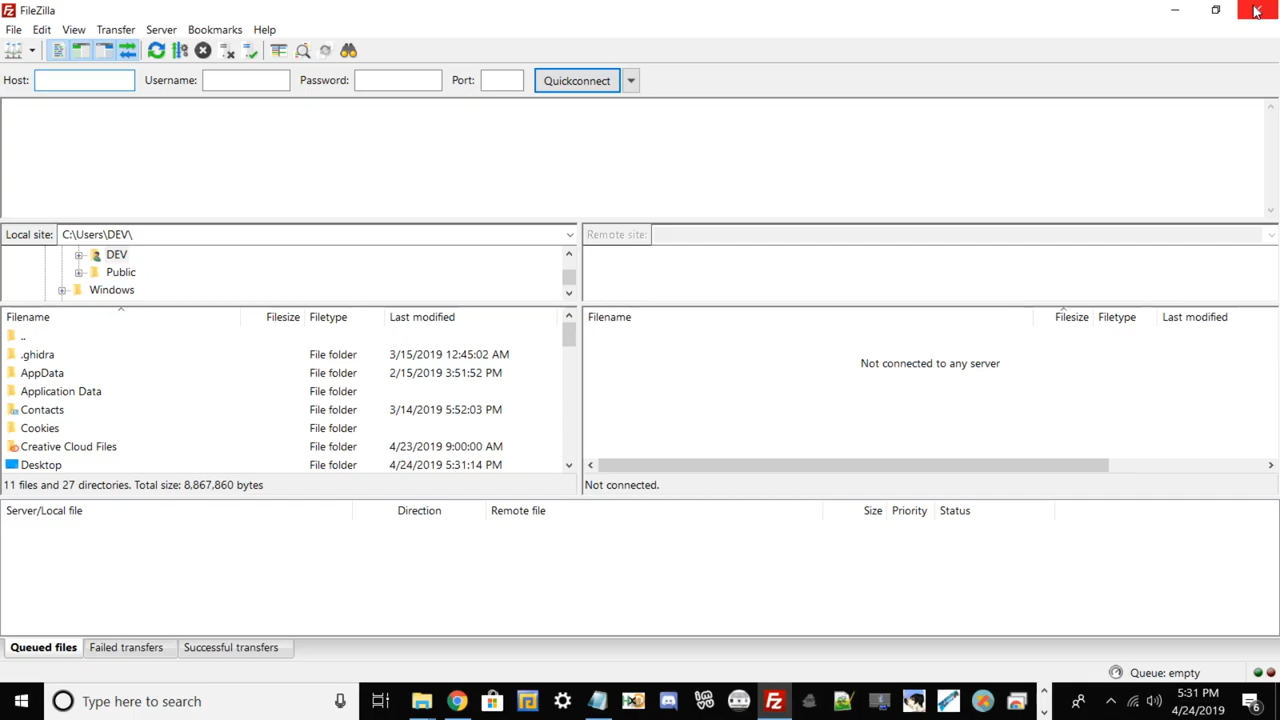 FileZilla
File Edit View Transfer Server Bookmarks Help
Host: Username: Password: Port: Quickconnect
Local site: C:\Users\DEV\ Remote site:
DEV
Public
Windows
Filename Filesize Filetype Last modified Filename Filesize Filetype Last modified
..
.ghidra File folder 3/15/2019 12:45:02 AM
Not connected to any server
AppData File folder 2/15/2019 3:51:52 PM
Application Data File folder
Contacts File folder 3/14/2019 5:52:03 PM
Cookies File folder
Creative Cloud Files File folder 4/23/2019 9:00:00 AM
Desktop File folder 4/24/2019 5:31:14 PM
11 files and 27 directories. Total size: 8,867,860 bytes Not connected.
Server/Local file Direction Remote file Size Priority Status
Queued files Failed transfers Successful transfers
Queue: empty
Type here to search
5:31 PM
4/24/2019
6